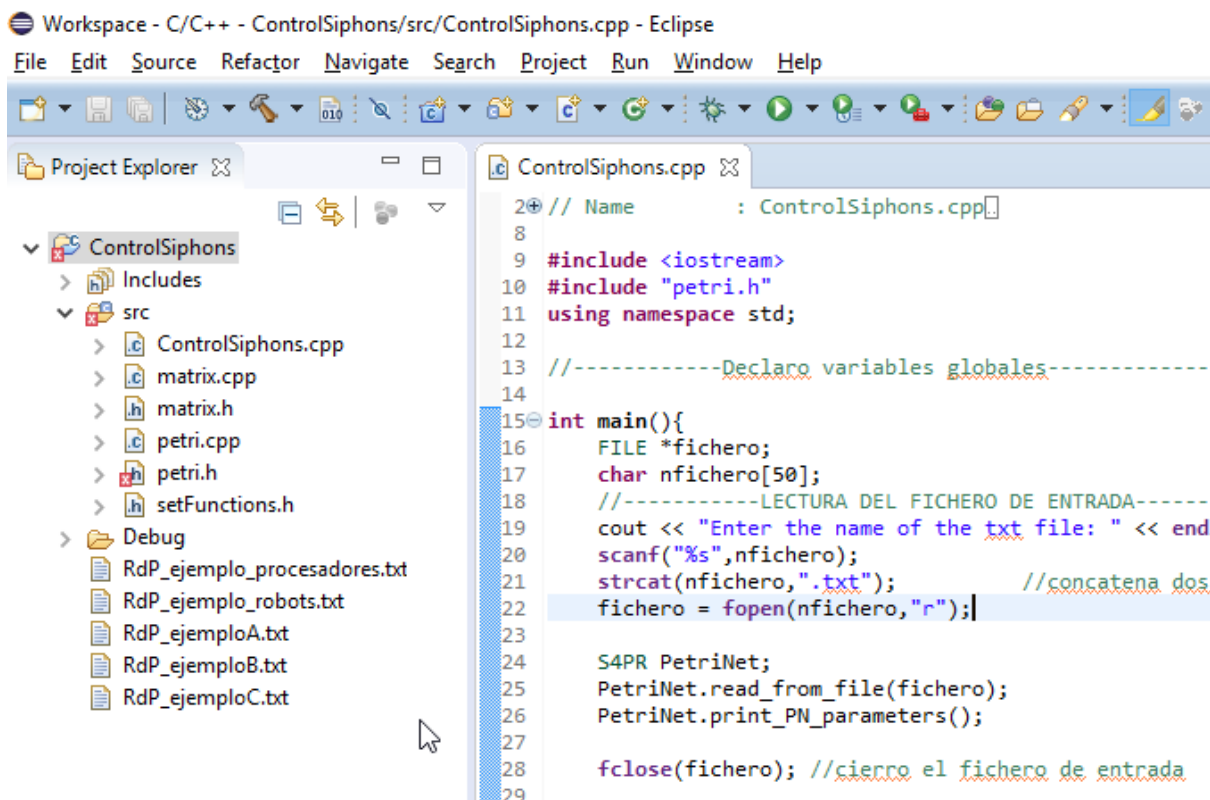 Workspace - C/C++ - ControlSiphons/src/ControlSiphons.cpp - Eclipse
File Edit Source Refactor Navigate Search Project Run Window Help
010
Project Explorer
ControlSiphons
Includes
src
ControlSiphons.cpp
matrix.cpp
matrix.h
petri.cpp
petri.h
setFunctions.h
Debug
RdP_ejemplo_procesadores.txt
RdP_ejemplo_robots.txt
RdP_ejemploA.txt
RdP_ejemploB.txt
RdP_ejemploC.txt
ControlSiphons.cpp
2 // Name : ControlSiphons.cpp
8
9 #include <iostream>
10 #include "petri.h"
11 using namespace std;
12
13 //------------Declaro variables globales-------------
14
15 int main(){
16 FILE *fichero;
17 char nfichero[50];
18 //-----------LECTURA DEL FICHERO DE ENTRADA------
19 cout << "Enter the name of the txt file: " << end
20 scanf("%s",nfichero);
21 strcat(nfichero,".txt"); //concatena dos
22 fichero = fopen(nfichero,"r");
23
24 S4PR PetriNet;
25 PetriNet.read_from_file(fichero);
26 PetriNet.print_PN_parameters();
27
28 fclose(fichero); //cierro el fichero de entrada
29